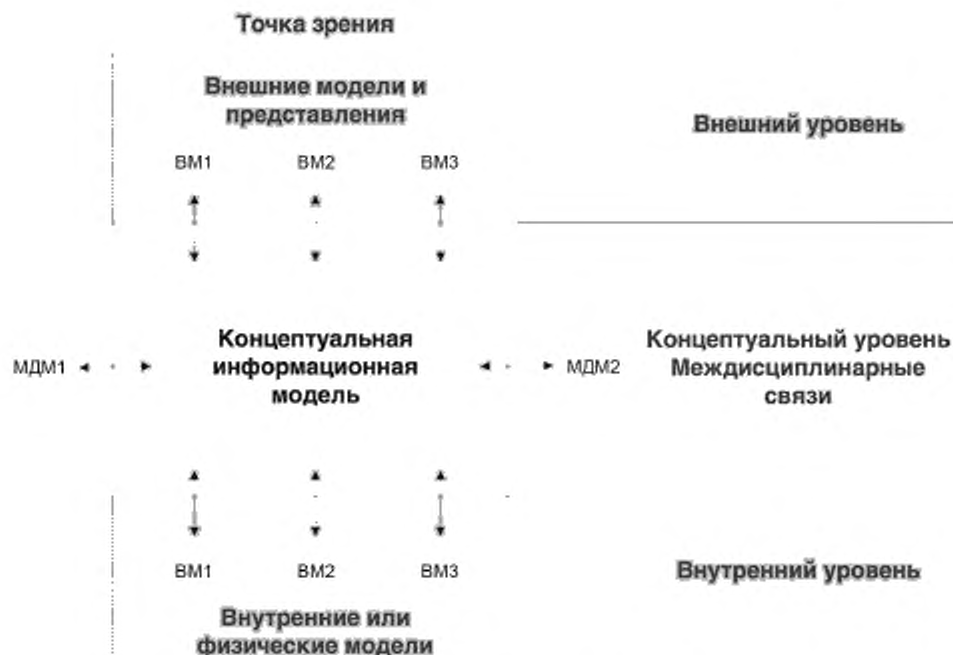 Точка зрения
Внешние модели и
представления
Внешний уровень
ВМ1 ВМ2 ВМ3
Концептуальная
информационная
модель
МДМ1
МДМ2
Концептуальный уровень
Междисциплинарные
связи
ВМ1 ВМ2 ВМ3
Внутренний уровень
Внутренние или
физические модели